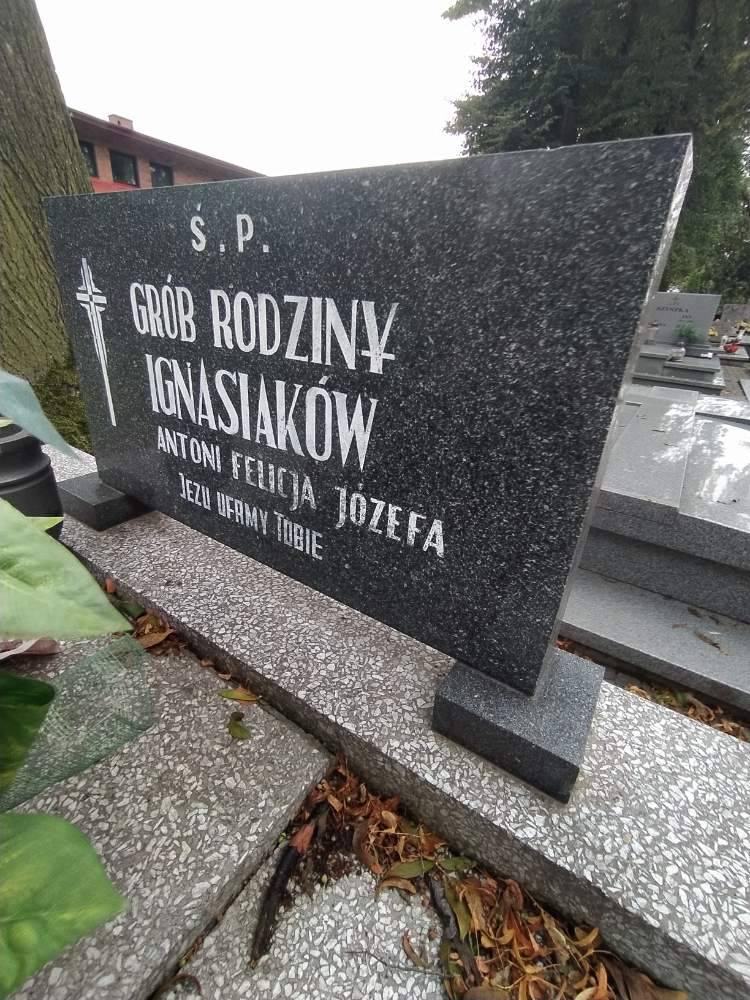 Ś.P.
GRÓB RODZINY
IGNASIAKÓW
ANTONI FELICJA JÓZEFA
JEZU UFAMY TOBIE